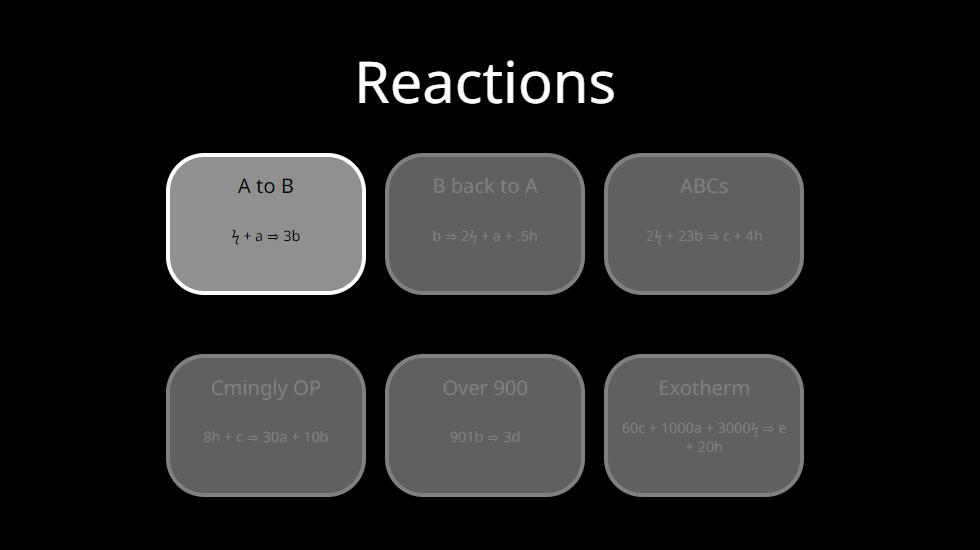 Reactions
A to B
Ϟ + a ⇒ 3b
B back to A
b ⇒ 2Ϟ + a + .5h
ABCs
2Ϟ + 23b ⇒ c + 4h
Cmingly OP
8h + c ⇒ 30a + 10b
Over 900
901b ⇒ 3d
Exotherm
60c + 1000a + 3000Ϟ ⇒ e
+ 20h